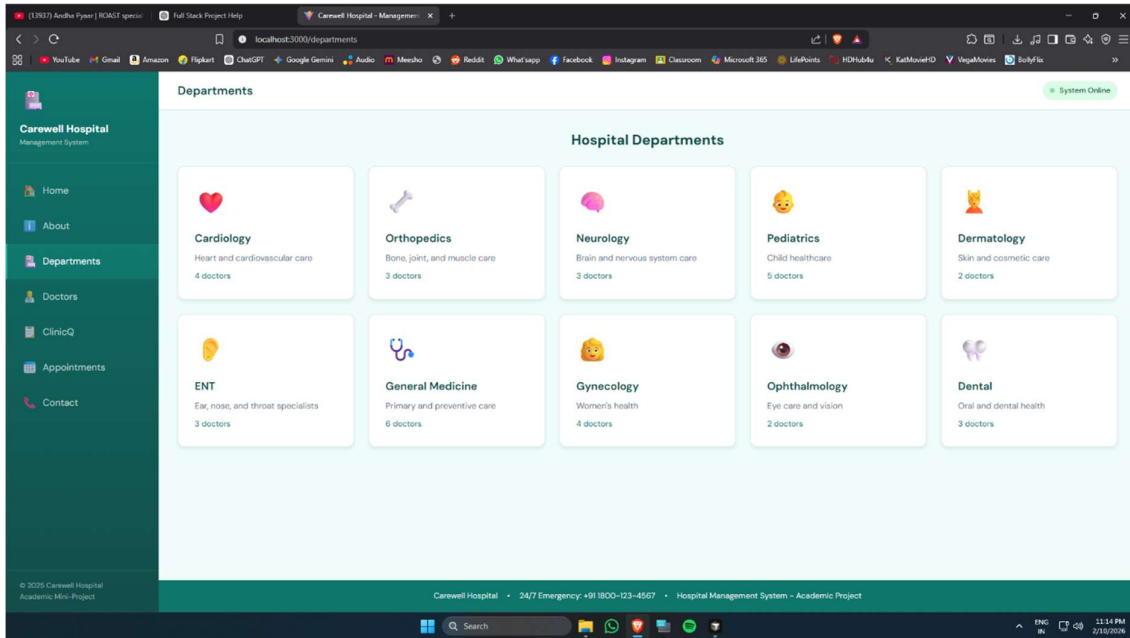 (13937) Andha Pyaar | ROAST special
Full Stack Project Help
Carewell Hospital - Managemen
localhost:3000/departments
YouTube Gmail Amazon Flipkart ChatGPT Google Gemini Audio Meesho Reddit What'sapp Facebook Instagram Classroom Microsoft 365 LifePoints HDHub4u KatMovieHD VegaMovies BollyFlix
Carewell Hospital
Management System
Home
About
Departments
Doctors
ClinicQ
Appointments
Contact
© 2025 Carewell Hospital
Academic Mini-Project
Departments
System Online
Hospital Departments
Cardiology
Heart and cardiovascular care
4 doctors
Orthopedics
Bone, joint, and muscle care
3 doctors
Neurology
Brain and nervous system care
3 doctors
Pediatrics
Child healthcare
5 doctors
Dermatology
Skin and cosmetic care
2 doctors
ENT
Ear, nose, and throat specialists
3 doctors
General Medicine
Primary and preventive care
6 doctors
Gynecology
Women's health
4 doctors
Ophthalmology
Eye care and vision
2 doctors
Dental
Oral and dental health
3 doctors
Carewell Hospital • 24/7 Emergency: +91 1800-123-4567 • Hospital Management System - Academic Project
Search
ENG
IN
11:14 PM
2/10/2026